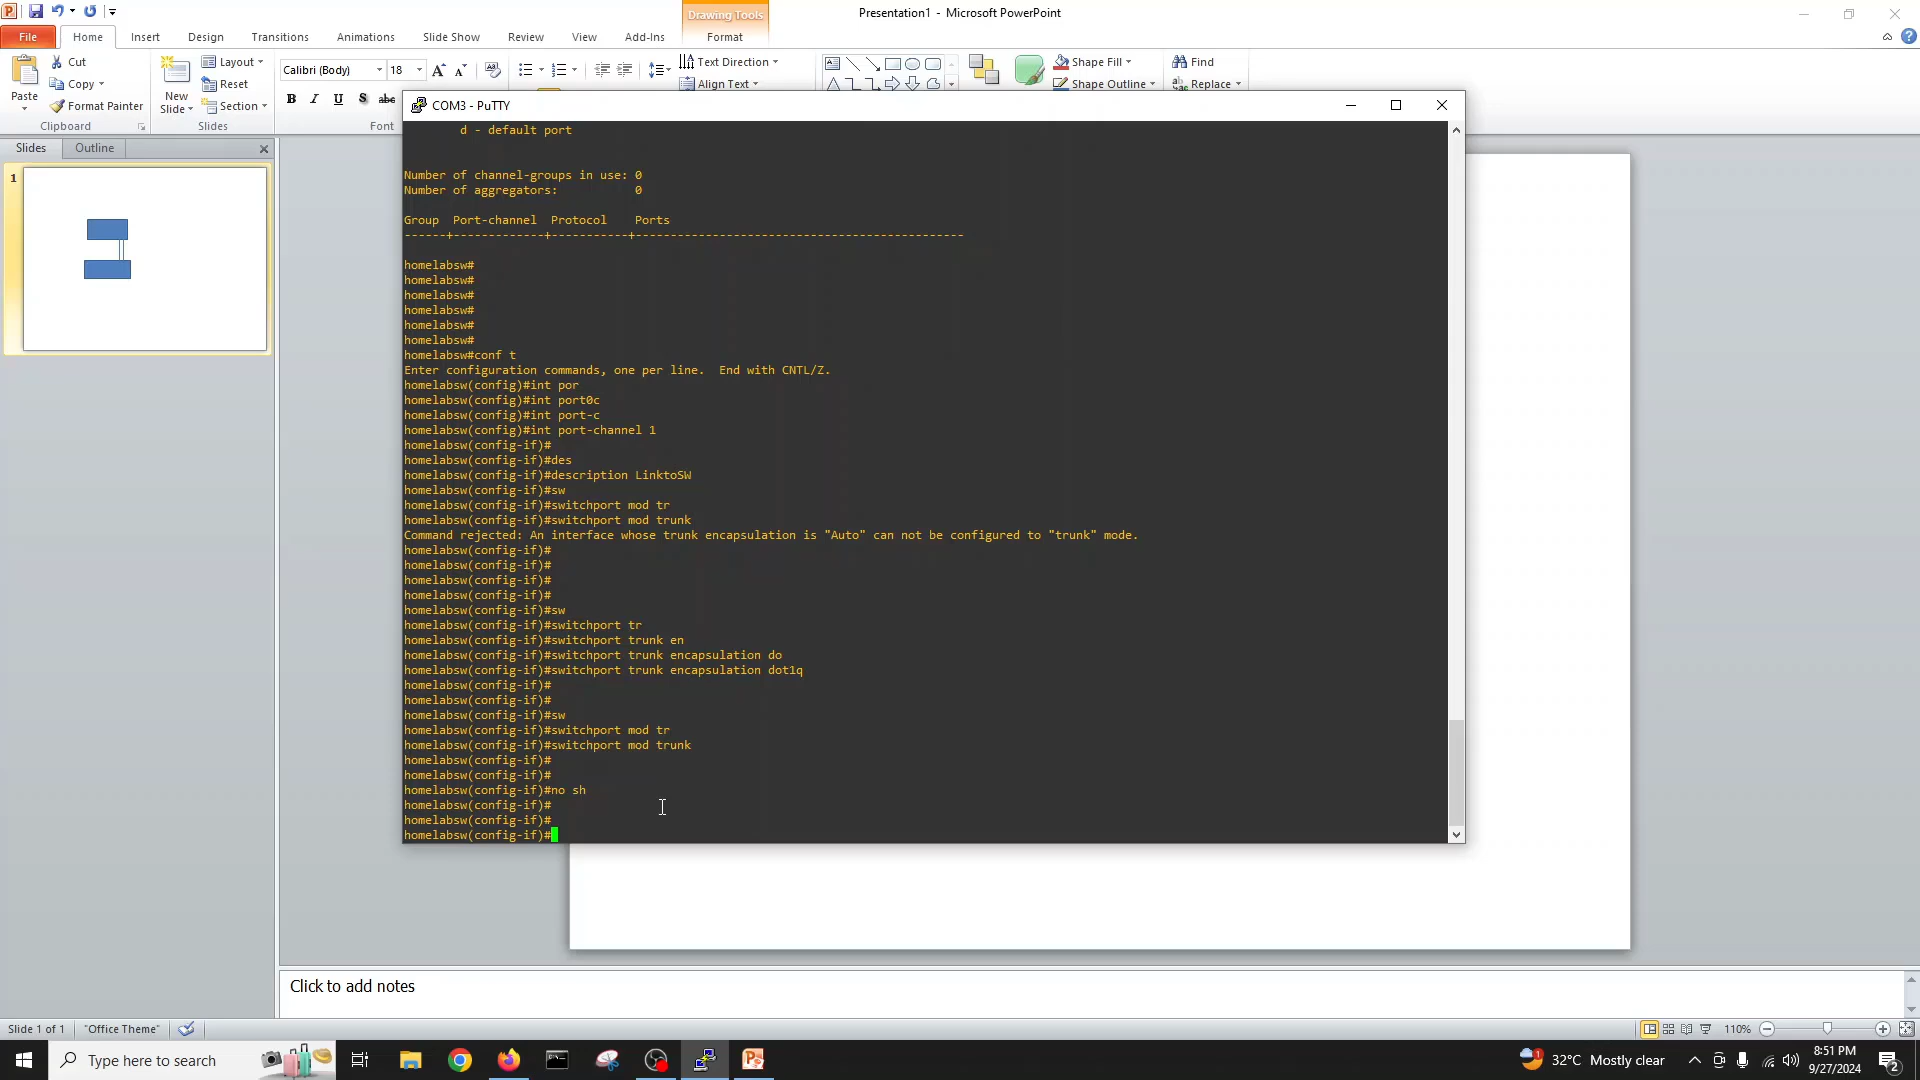 Presentation1 - Microsoft PowerPoint
Drawing Tools
File Home Insert Design Transitions Animations Slide Show Review View Add-Ins Format
Cut
Copy
Format Painter
Paste
Clipboard
New
Slide
Layout
Reset
Section
Slides
Calibri (Body) 18
B I U S abc
Font
Text Direction
Align Text
Shape Fill
Shape Outline
Find
Replace
Slides Outline
1
COM3 - PuTTY
d - default port
Number of channel-groups in use: 0
Number of aggregators: 0
Group Port-channel Protocol Ports
------+-------------+-----------+-----------------------------------------------
homelabsw#
homelabsw#
homelabsw#
homelabsw#
homelabsw#
homelabsw#
homelabsw#conf t
Enter configuration commands, one per line. End with CNTL/Z.
homelabsw(config)#int por
homelabsw(config)#int port0c
homelabsw(config)#int port-c
homelabsw(config)#int port-channel 1
homelabsw(config-if)#
homelabsw(config-if)#des
homelabsw(config-if)#description LinktoSW
homelabsw(config-if)#sw
homelabsw(config-if)#switchport mod tr
homelabsw(config-if)#switchport mod trunk
Command rejected: An interface whose trunk encapsulation is "Auto" can not be configured to "trunk" mode.
homelabsw(config-if)#
homelabsw(config-if)#
homelabsw(config-if)#
homelabsw(config-if)#
homelabsw(config-if)#sw
homelabsw(config-if)#switchport tr
homelabsw(config-if)#switchport trunk en
homelabsw(config-if)#switchport trunk encapsulation do
homelabsw(config-if)#switchport trunk encapsulation dot1q
homelabsw(config-if)#
homelabsw(config-if)#
homelabsw(config-if)#sw
homelabsw(config-if)#switchport mod tr
homelabsw(config-if)#switchport mod trunk
homelabsw(config-if)#
homelabsw(config-if)#
homelabsw(config-if)#no sh
homelabsw(config-if)#
homelabsw(config-if)#
homelabsw(config-if)#
Click to add notes
Slide 1 of 1 "Office Theme" 110%
Type here to search
32°C Mostly clear
8:51 PM
9/27/2024
2